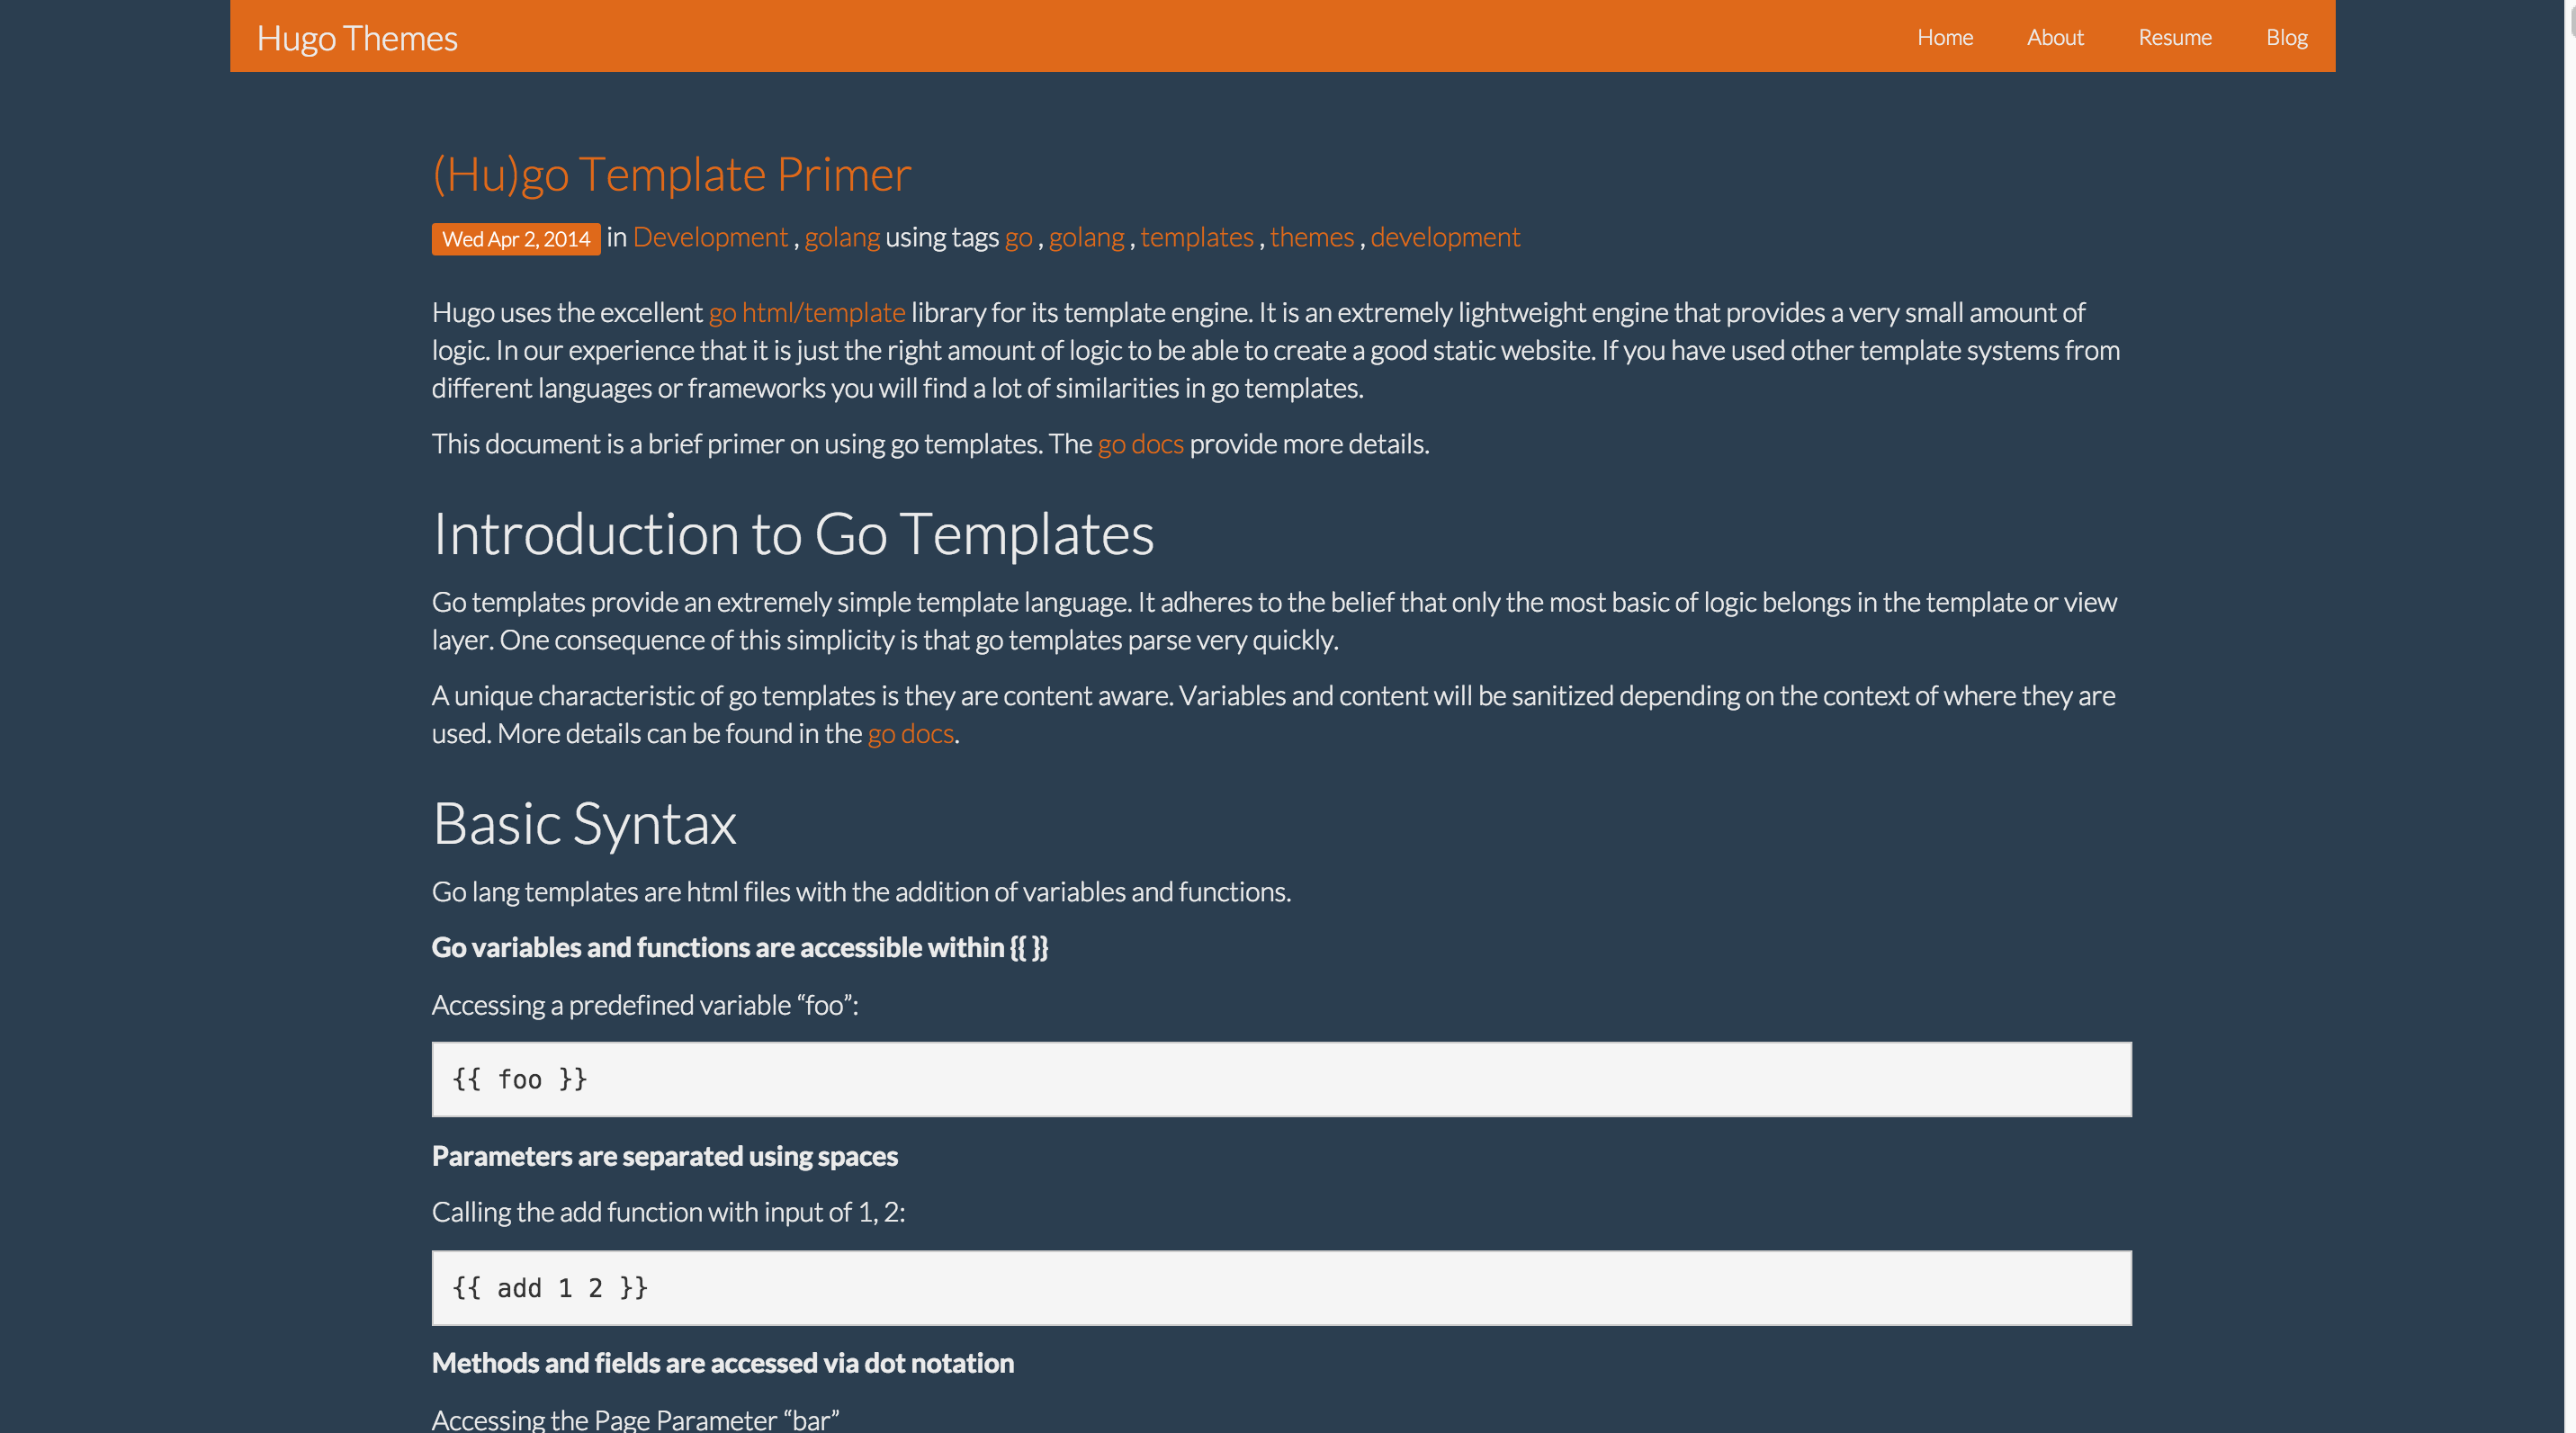 Hugo Themes
Home About Resume Blog
(Hu)go Template Primer
Wed Apr 2, 2014 in Development , golang using tags go , golang , templates , themes , development
Hugo uses the excellent go html/template library for its template engine. It is an extremely lightweight engine that provides a very small amount of
logic. In our experience that it is just the right amount of logic to be able to create a good static website. If you have used other template systems from
different languages or frameworks you will find a lot of similarities in go templates.
This document is a brief primer on using go templates. The go docs provide more details.
Introduction to Go Templates
Go templates provide an extremely simple template language. It adheres to the belief that only the most basic of logic belongs in the template or view
layer. One consequence of this simplicity is that go templates parse very quickly.
A unique characteristic of go templates is they are content aware. Variables and content will be sanitized depending on the context of where they are
used. More details can be found in the go docs.
Basic Syntax
Go lang templates are html files with the addition of variables and functions.
Go variables and functions are accessible within {{ }}
Accessing a predefined variable “foo”:
{{ foo }}
Parameters are separated using spaces
Calling the add function with input of 1, 2:
{{ add 1 2 }}
Methods and fields are accessed via dot notation
Accessing the Page Parameter “bar”